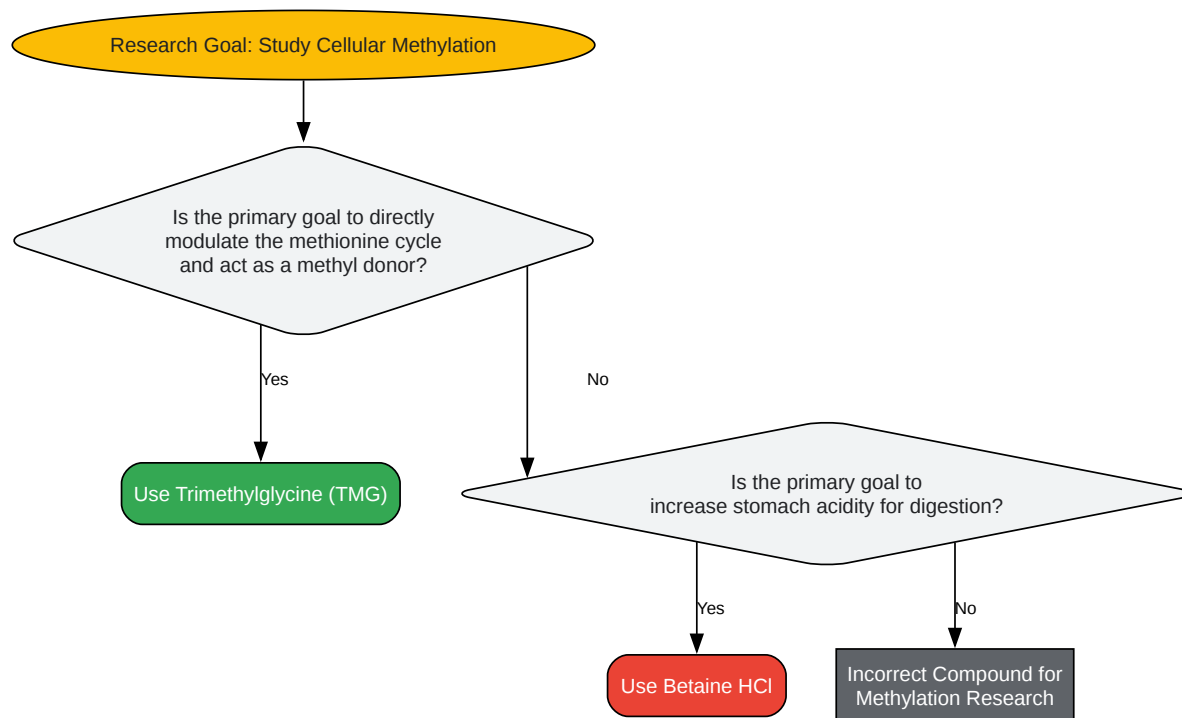 Research Goal: Study Cellular Methylation
Is the primary goal to directly
modulate the methionine cycle
and act as a methyl donor?
Yes
No
Use Trimethylglycine (TMG)
Is the primary goal to
increase stomach acidity for digestion?
Yes
No
Use Betaine HCl
Incorrect Compound for
Methylation Research